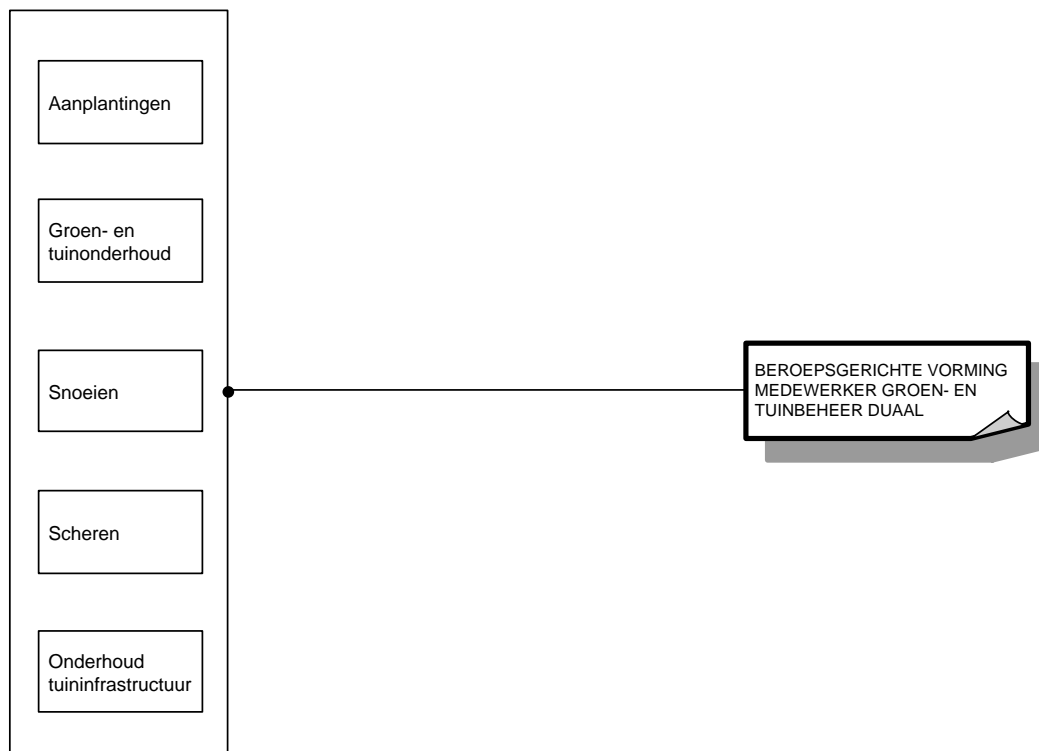 Aanplantingen
Groen- en
tuinonderhoud
Snoeien
Scheren
Onderhoud
tuininfrastructuur
BEROEPSGERICHTE VORMING
MEDEWERKER GROEN- EN
TUINBEHEER DUAAL